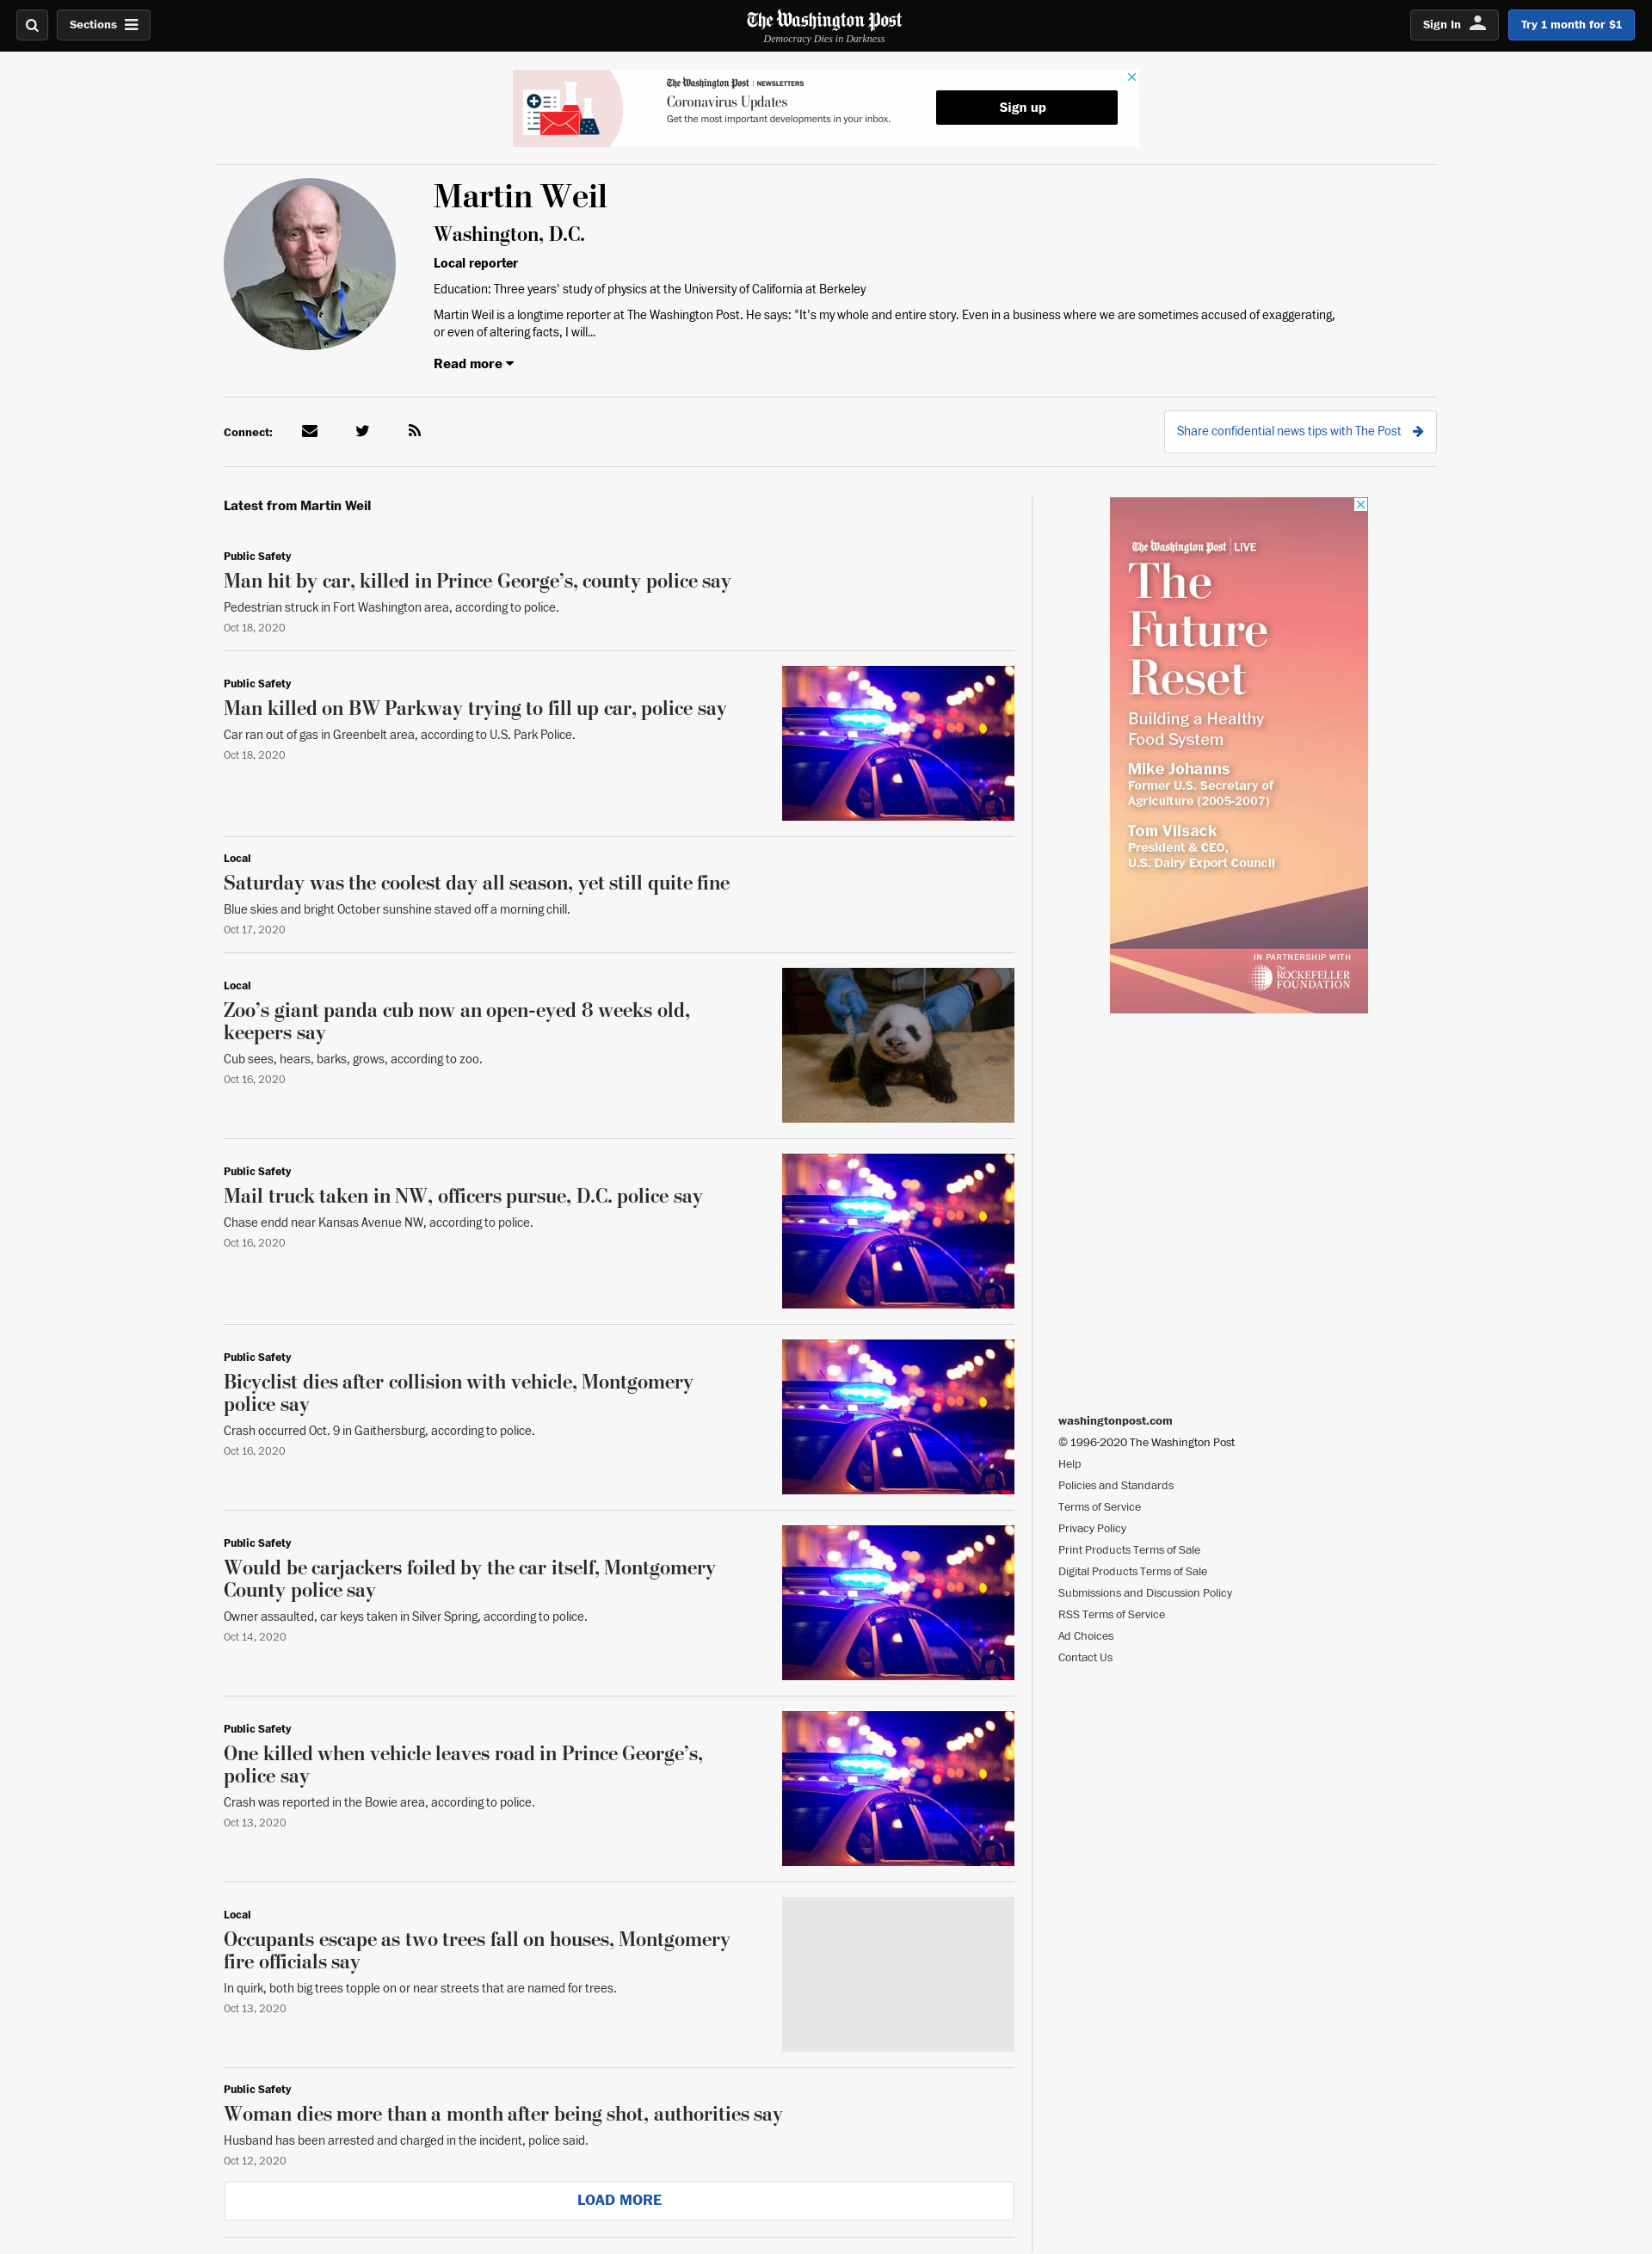 Sections
The Washington Post
Democracy Dies in Darkness
Sign In
Try 1 month for $1
The Washington Post | NEWSLETTERS
Coronavirus Updates
Get the most important developments in your inbox.
Sign up
Martin Weil
Washington, D.C.
Local reporter
Education: Three years' study of physics at the University of California at Berkeley
Martin Weil is a longtime reporter at The Washington Post. He says: "It's my whole and entire story. Even in a business where we are sometimes accused of exaggerating,
or even of altering facts, I will...
Read more
Connect:
Share confidential news tips with The Post
Latest from Martin Weil
Public Safety
Man hit by car, killed in Prince George’s, county police say
Pedestrian struck in Fort Washington area, according to police.
Oct 18, 2020
Public Safety
Man killed on BW Parkway trying to fill up car, police say
Car ran out of gas in Greenbelt area, according to U.S. Park Police.
Oct 18, 2020
Local
Saturday was the coolest day all season, yet still quite fine
Blue skies and bright October sunshine staved off a morning chill.
Oct 17, 2020
Local
Zoo’s giant panda cub now an open-eyed 8 weeks old,
keepers say
Cub sees, hears, barks, grows, according to zoo.
Oct 16, 2020
Public Safety
Mail truck taken in NW, officers pursue, D.C. police say
Chase endd near Kansas Avenue NW, according to police.
Oct 16, 2020
Public Safety
Bicyclist dies after collision with vehicle, Montgomery
police say
Crash occurred Oct. 9 in Gaithersburg, according to police.
Oct 16, 2020
Public Safety
Would be carjackers foiled by the car itself, Montgomery
County police say
Owner assaulted, car keys taken in Silver Spring, according to police.
Oct 14, 2020
Public Safety
One killed when vehicle leaves road in Prince George’s,
police say
Crash was reported in the Bowie area, according to police.
Oct 13, 2020
Local
Occupants escape as two trees fall on houses, Montgomery
fire officials say
In quirk, both big trees topple on or near streets that are named for trees.
Oct 13, 2020
Public Safety
Woman dies more than a month after being shot, authorities say
Husband has been arrested and charged in the incident, police said.
Oct 12, 2020
LOAD MORE
The Washington Post | LIVE
The
Future
Reset
Building a Healthy
Food System
Mike Johanns
Former U.S. Secretary of
Agriculture (2005-2007)
Tom Vilsack
President & CEO,
U.S. Dairy Export Council
IN PARTNERSHIP WITH
The
ROCKEFELLER
FOUNDATION
washingtonpost.com
© 1996-2020 The Washington Post
Help
Policies and Standards
Terms of Service
Privacy Policy
Print Products Terms of Sale
Digital Products Terms of Sale
Submissions and Discussion Policy
RSS Terms of Service
Ad Choices
Contact Us